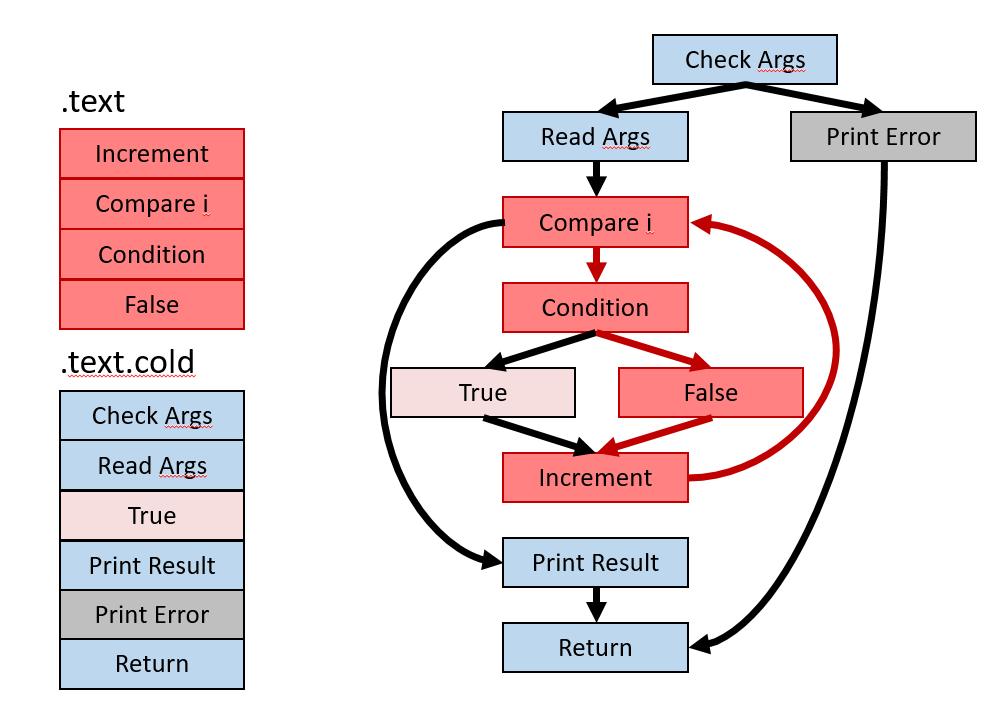 .text
Increment
Compare i
Condition
False
.text.cold
Check Args
Read Args
True
Print Result
Print Error
Return
Check Args
Read Args
Print Error
Compare i
Condition
True
False
Increment
Print Result
Return